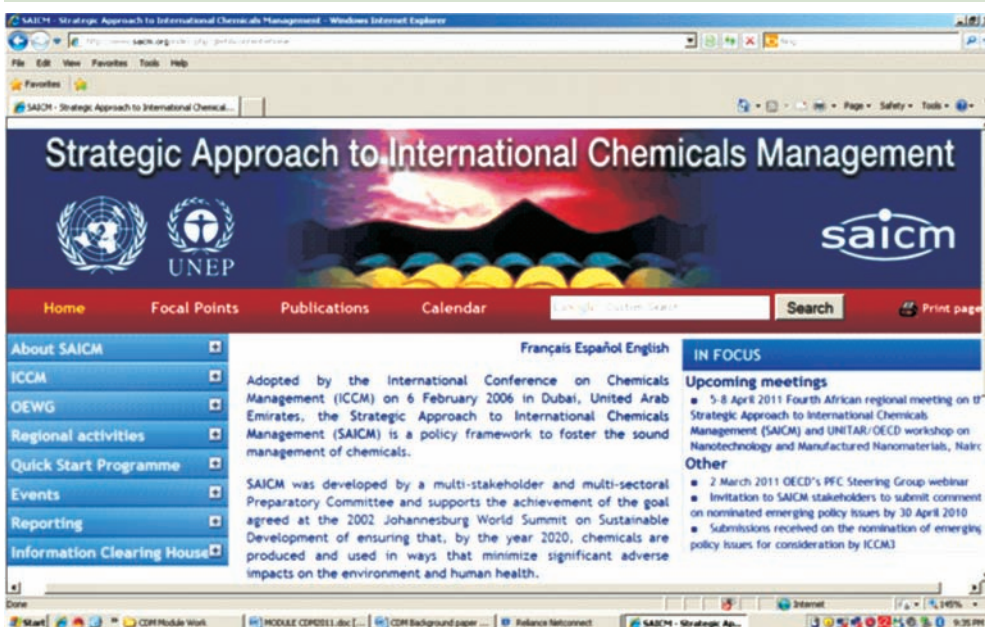 SAICM - Strategic Approach to International Chemicals Management - Windows Internet Explorer
saicm.org
File Edit View Favorites Tools Help
Favorites
SAICM - Strategic Approach to International Chemical...
Page Safety Tools
Strategic Approach to International Chemicals Management
UNEP
saicm
Home Focal Points Publications Calendar Search Print page
About SAICM
ICCM
OEWG
Regional activities
Quick Start Programme
Events
Reporting
Information Clearing House
Français Español English
Adopted by the International Conference on Chemicals
Management (ICCM) on 6 February 2006 in Dubai, United Arab
Emirates, the Strategic Approach to International Chemicals
Management (SAICM) is a policy framework to foster the sound
management of chemicals.
SAICM was developed by a multi-stakeholder and multi-sectoral
Preparatory Committee and supports the achievement of the goal
agreed at the 2002 Johannesburg World Summit on Sustainable
Development of ensuring that, by the year 2020, chemicals are
produced and used in ways that minimize significant adverse
impacts on the environment and human health.
IN FOCUS
Upcoming meetings
5-8 April 2011 Fourth African regional meeting on th
Strategic Approach to International Chemicals
Management (SAICM) and UNITAR/OECD workshop on
Nanotechnology and Manufactured Nanomaterials, Nairc
Other
2 March 2011 OECD's PFC Steering Group webinar
Invitation to SAICM stakeholders to submit comment
on nominated emerging policy issues by 30 April 2010
Submissions received on the nomination of emerging
policy issues for consideration by ICCM3
Done Internet 145%
Start CDM Module Work MODULE CDM2011.doc [... CDM Background paper ... Reliance Netconnect SAICM - Strategic Ap... 9:35 PM